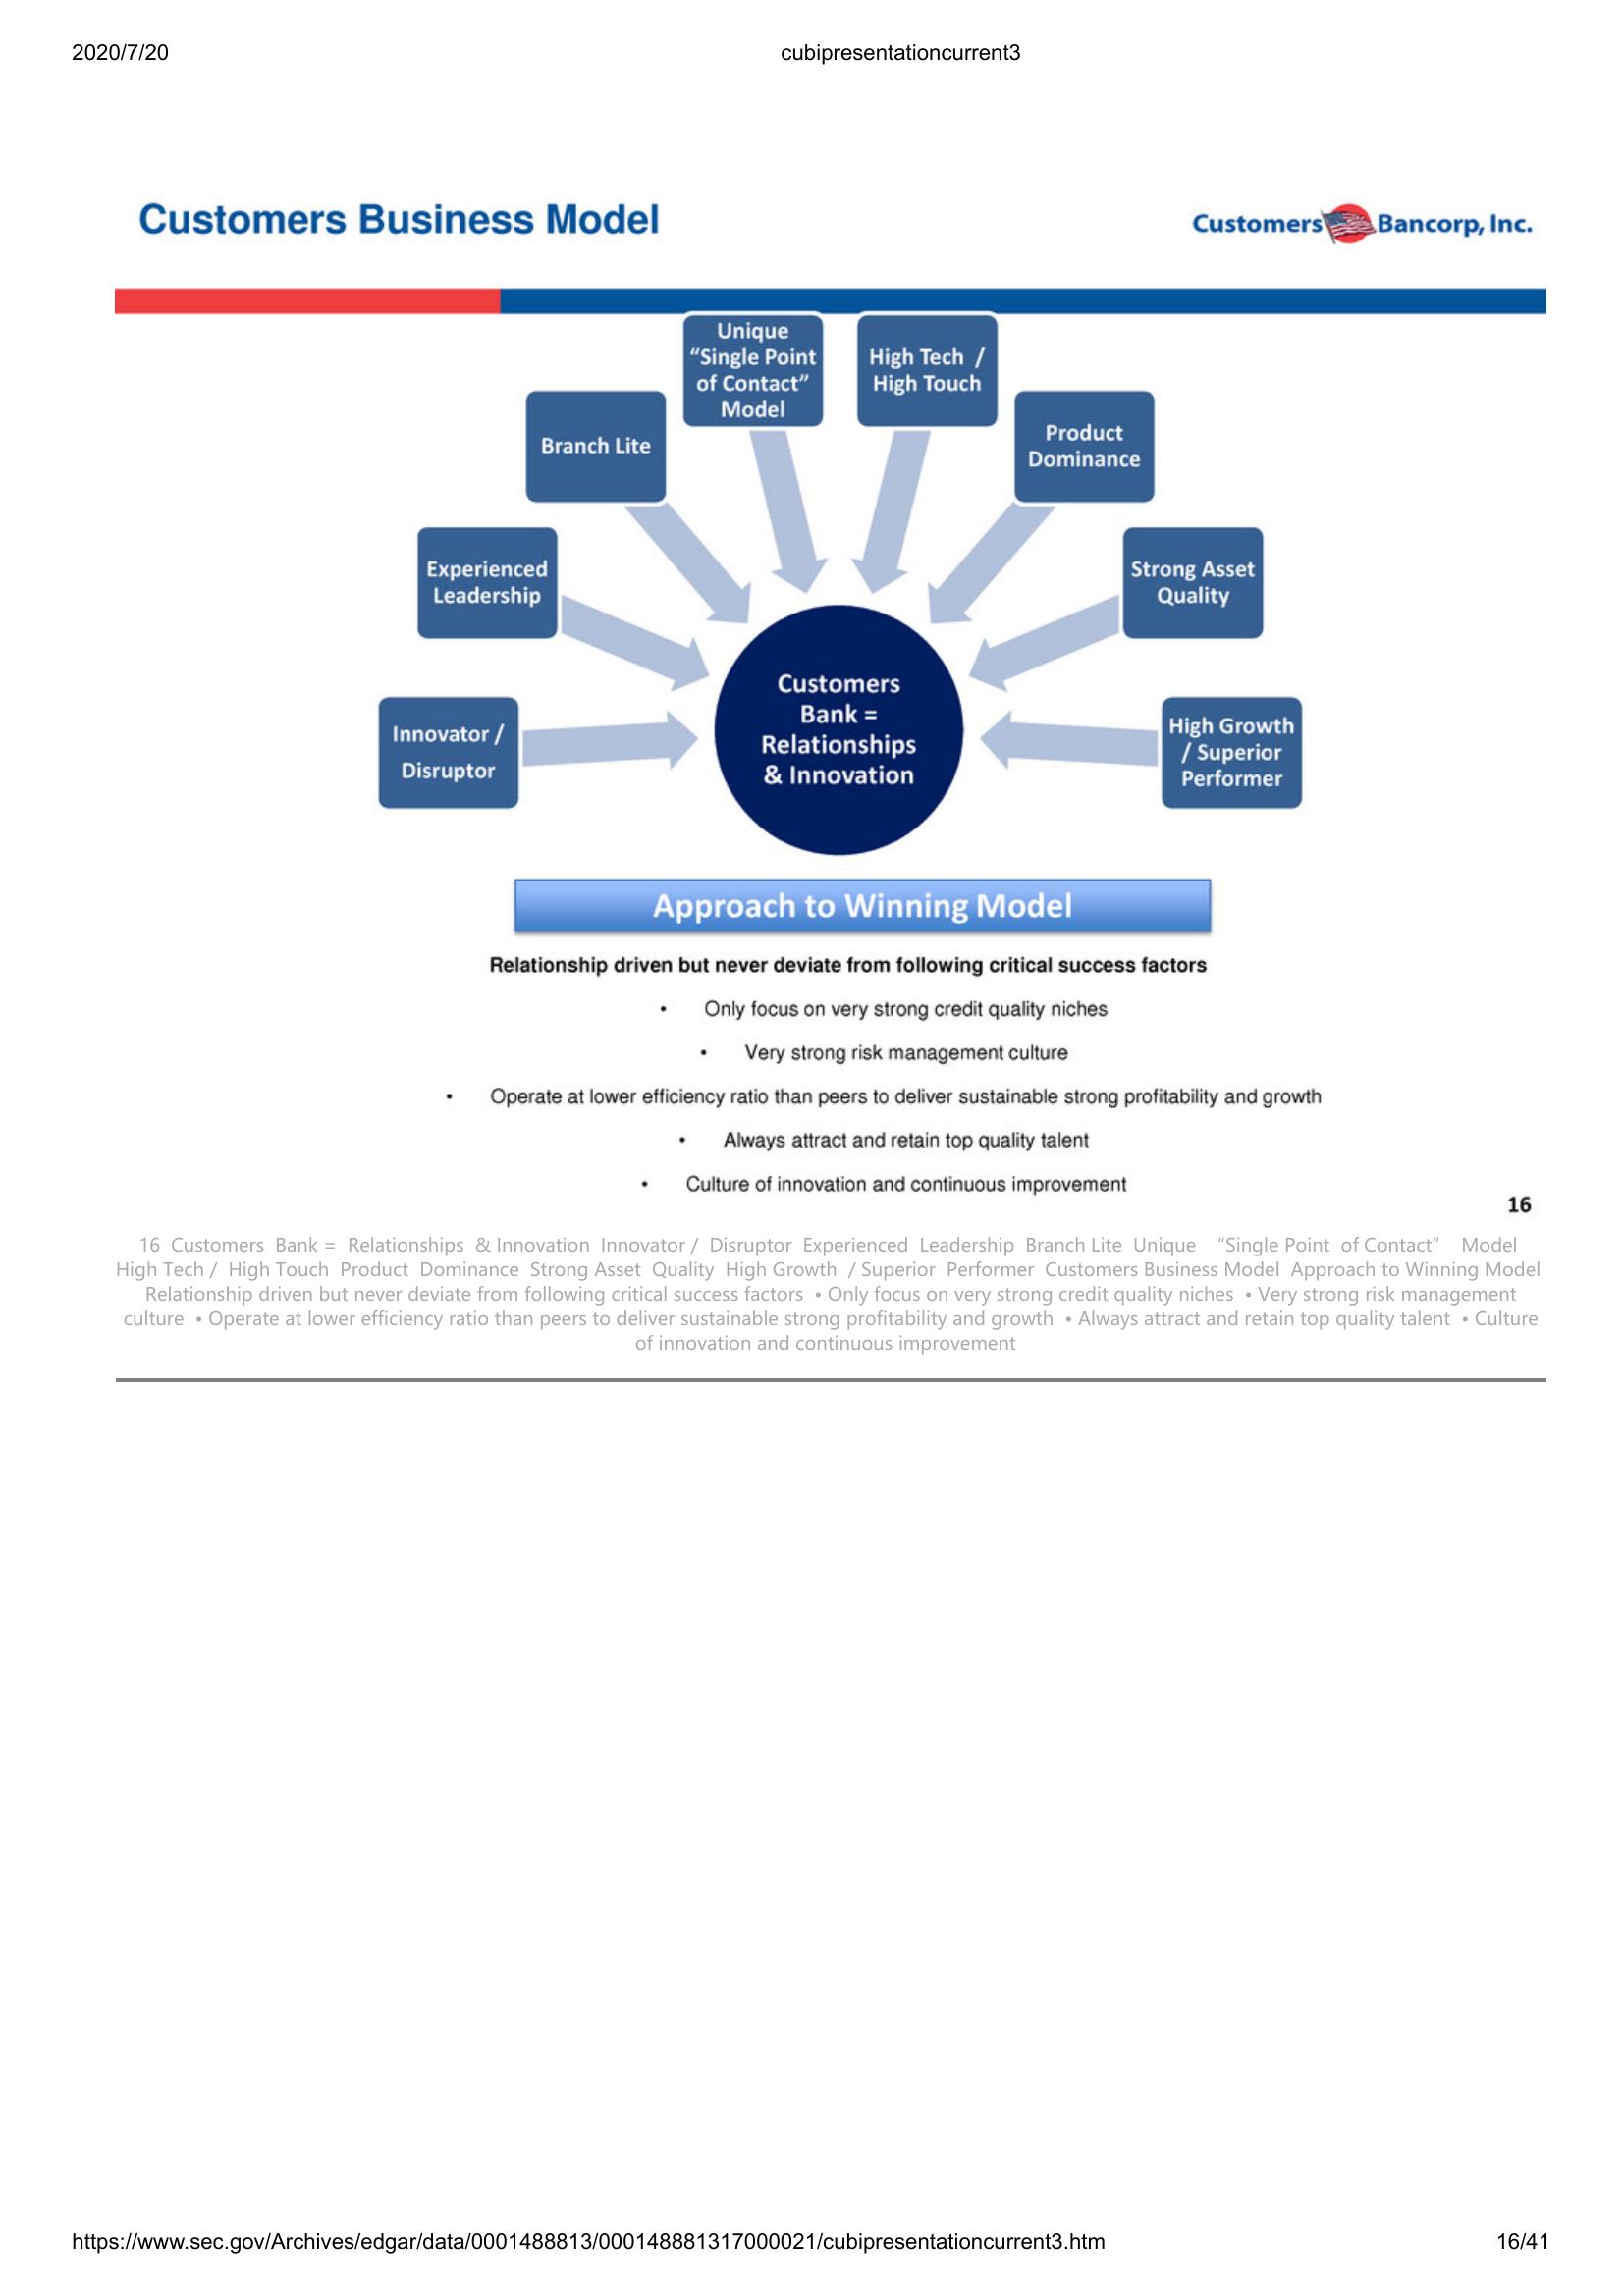 2020/7/20
cubipresentationcurrent3
Customers Business Model
Customers Bancorp, Inc.
Unique
“Single Point
of Contact”
Model
High Tech /
High Touch
Branch Lite
Product
Dominance
Experienced
Leadership
Strong Asset
Quality
Innovator /
Disruptor
Customers
Bank =
Relationships
& Innovation
High Growth
/ Superior
Performer
Approach to Winning Model
Relationship driven but never deviate from following critical success factors
• Only focus on very strong credit quality niches
• Very strong risk management culture
• Operate at lower efficiency ratio than peers to deliver sustainable strong profitability and growth
• Always attract and retain top quality talent
• Culture of innovation and continuous improvement
16
16 Customers Bank = Relationships & Innovation Innovator / Disruptor Experienced Leadership Branch Lite Unique “Single Point of Contact” Model
High Tech / High Touch Product Dominance Strong Asset Quality High Growth / Superior Performer Customers Business Model Approach to Winning Model
Relationship driven but never deviate from following critical success factors • Only focus on very strong credit quality niches • Very strong risk management
culture • Operate at lower efficiency ratio than peers to deliver sustainable strong profitability and growth • Always attract and retain top quality talent • Culture
of innovation and continuous improvement
https://www.sec.gov/Archives/edgar/data/0001488813/000148881317000021/cubipresentationcurrent3.htm
16/41